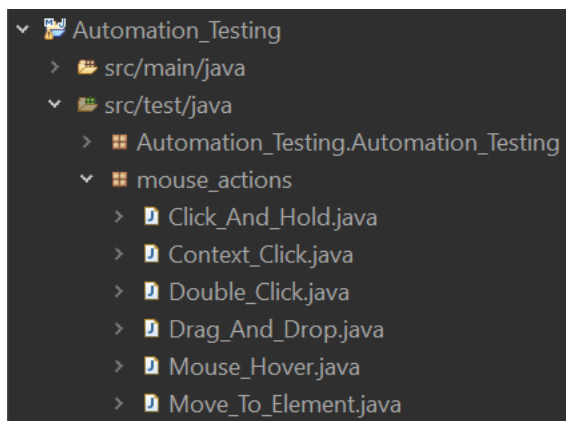 Automation_Testing
src/main/java
src/test/java
Automation_Testing.Automation_Testing
mouse_actions
Click_And_Hold.java
Context_Click.java
Double_Click.java
Drag_And_Drop.java
Mouse_Hover.java
Move_To_Element.java